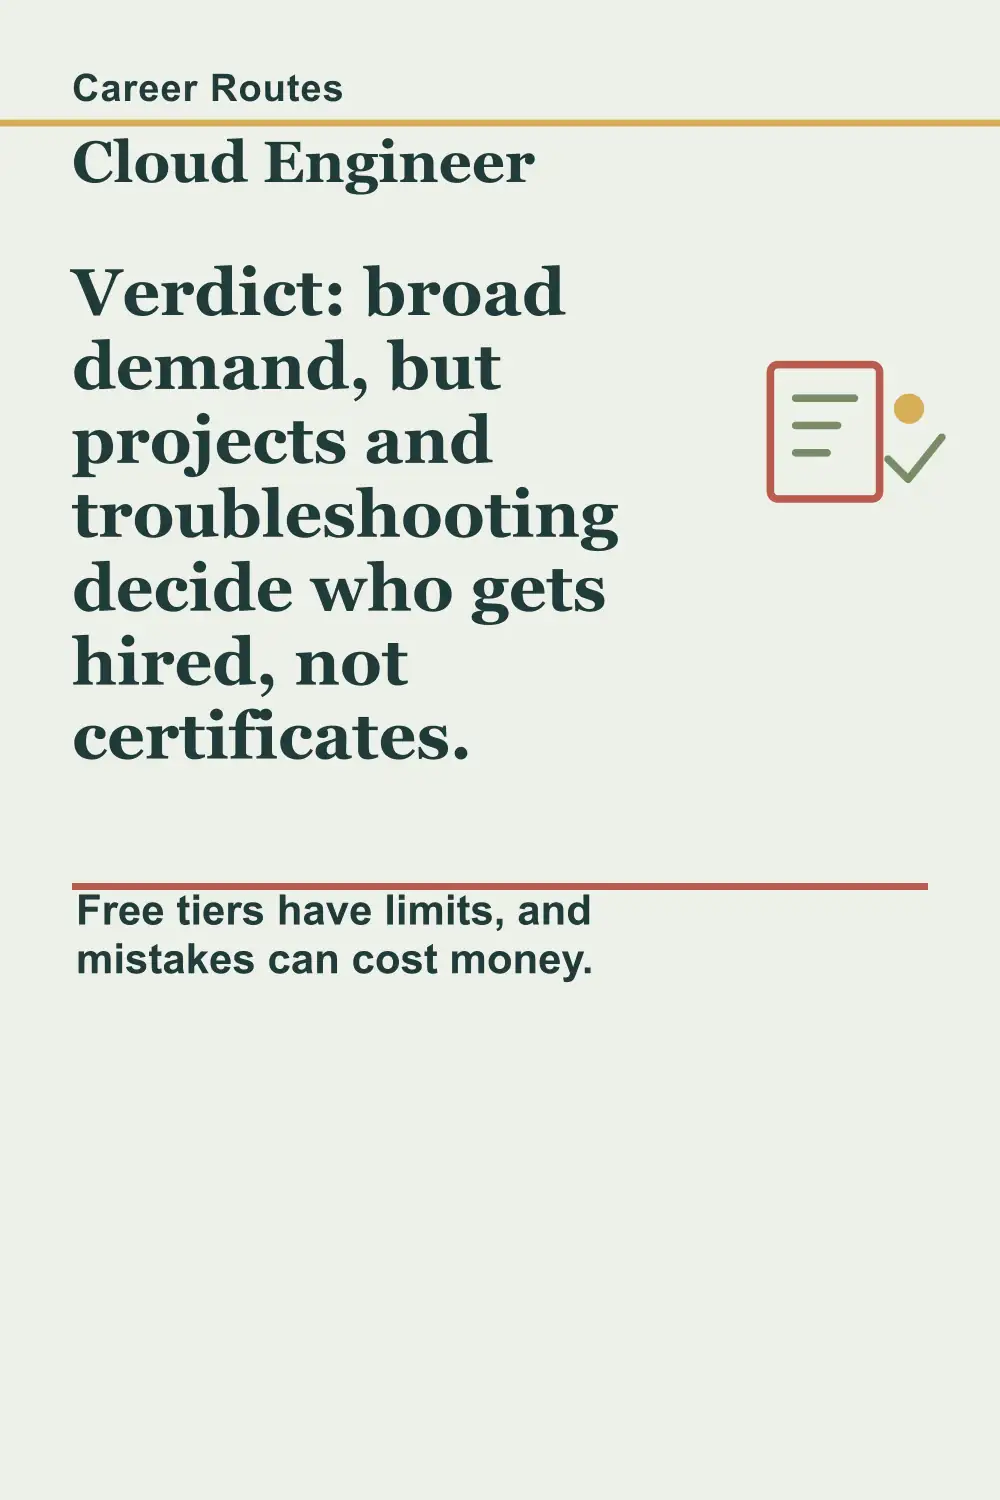 Career Routes
Cloud Engineer
Verdict: broad
demand, but
projects and
troubleshooting
decide who gets
hired, not
certificates.
Free tiers have limits, and
mistakes can cost money.